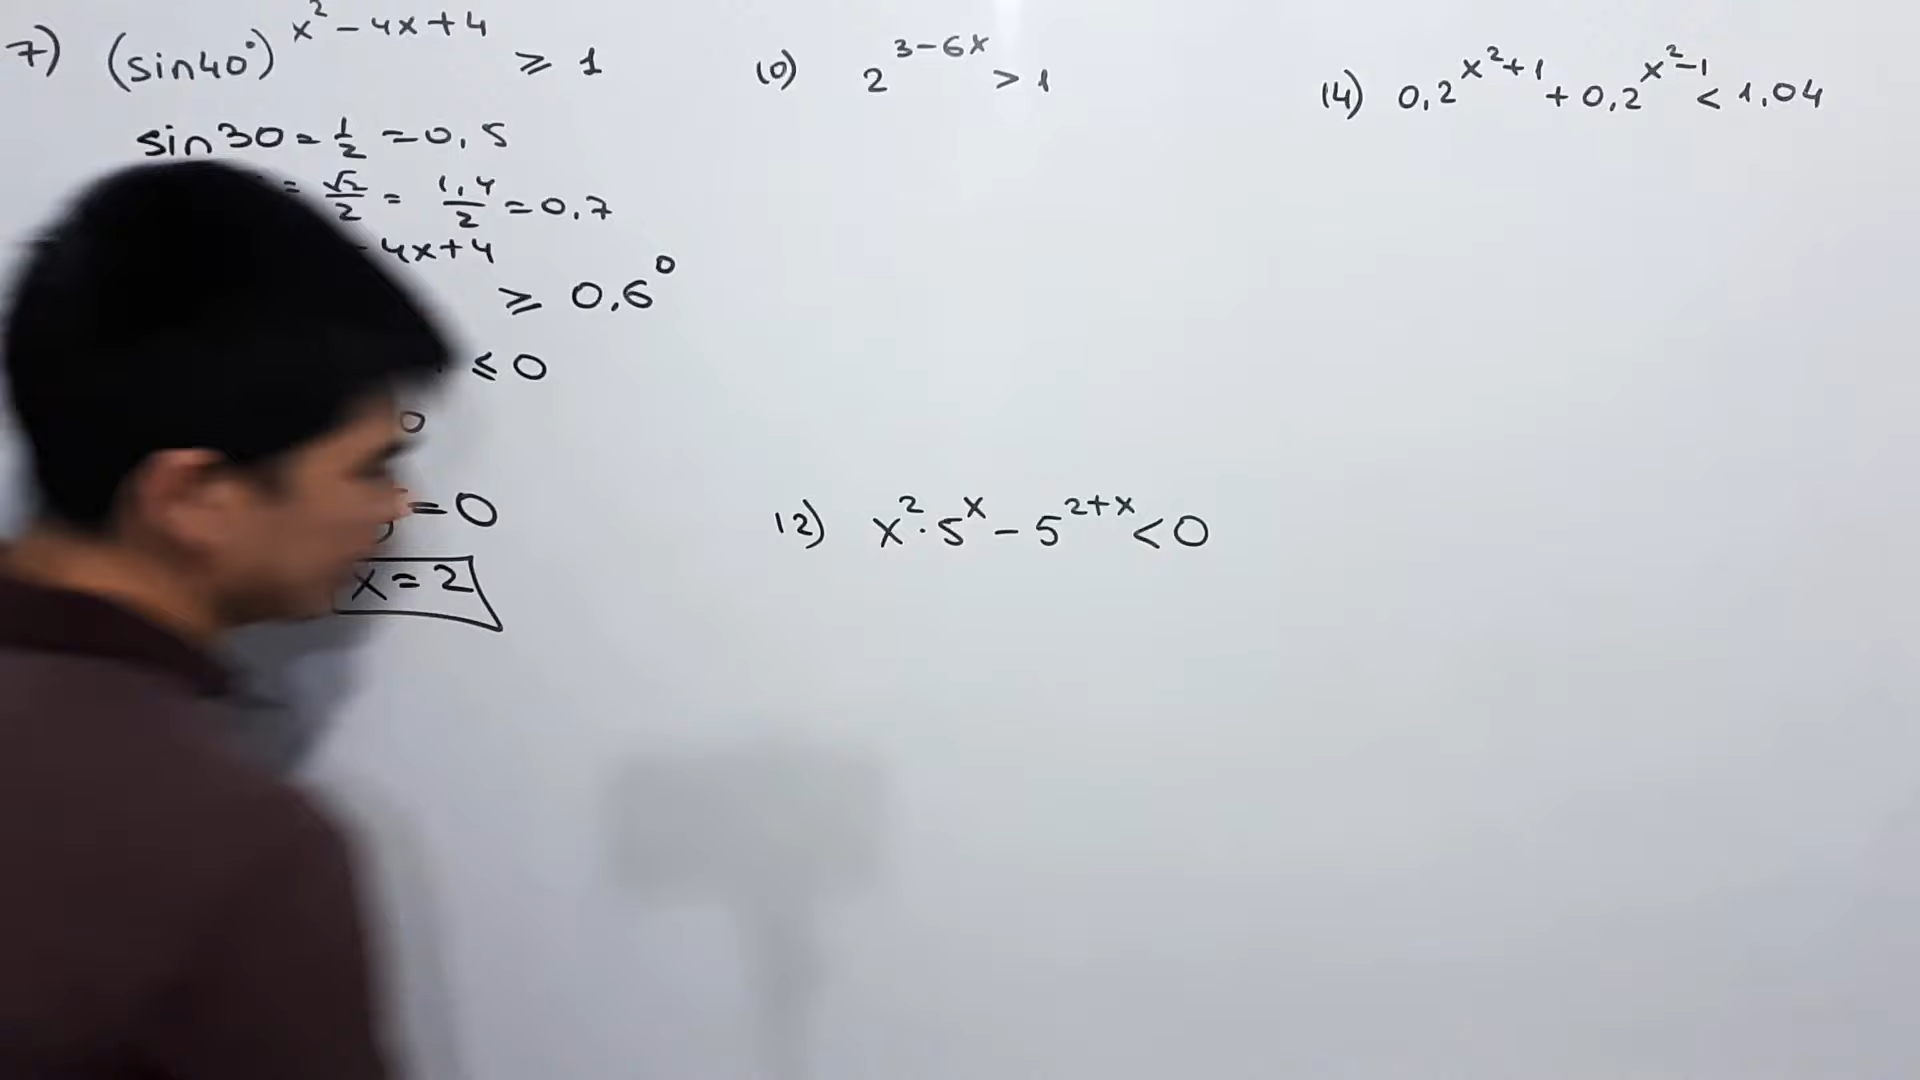 7) (sin40°)^{x²-4x+4} ≥ 1
sin30 = 1/2 = 0,5
= √2/2 = 1,4/2 = 0.7
4x+4 ≥ 0.6^0
≤ 0
0
= 0
x = 2
10) 2^{3-6x} > 1
12) x²·5^x - 5^{2+x} < 0
14) 0,2^{x²+1} + 0,2^{x²-1} < 1,04